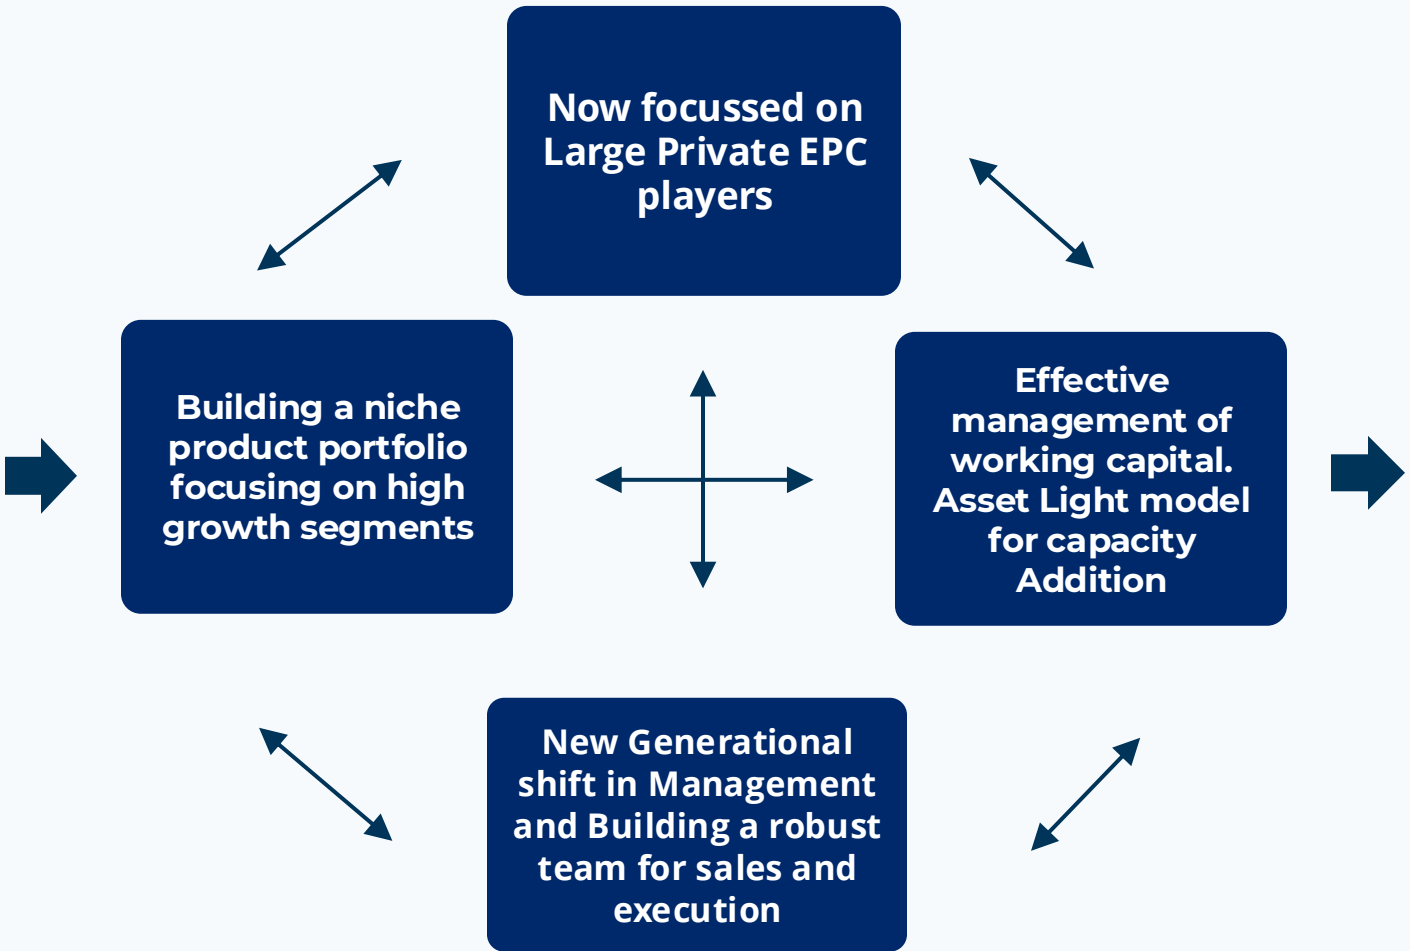 Now focussed on
Large Private EPC
players
Building a niche
product portfolio
focusing on high
growth segments
Effective
management of
working capital.
Asset Light model
for capacity
Addition
New Generational
shift in Management
and Building a robust
team for sales and
execution